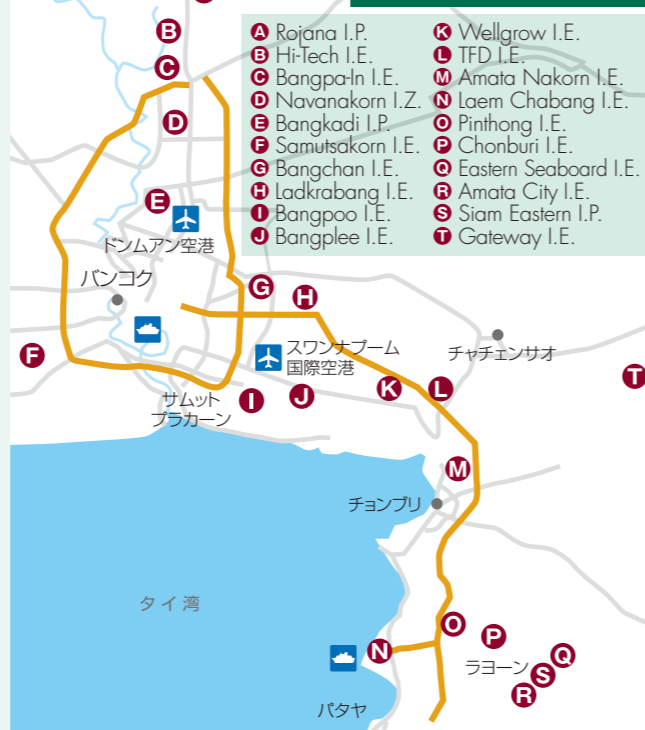 A Rojana I.P.
B Hi-Tech I.E.
C Bangpa-In I.E.
D Navanakorn I.Z.
E Bangkadi I.P.
F Samutsakorn I.E.
G Bangchan I.E.
H Ladkrabang I.E.
I Bangpoo I.E.
J Bangplee I.E.
K Wellgrow I.E.
L TFD I.E.
M Amata Nakorn I.E.
N Laem Chabang I.E.
O Pinthong I.E.
P Chonburi I.E.
Q Eastern Seaboard I.E.
R Amata City I.E.
S Siam Eastern I.P.
T Gateway I.E.
B
C
D
E
ドンムアン空港
バンコク
G
H
F
スワンナプーム
国際空港
チャチェンサオ
T
K
L
I
J
サムット
プラカーン
M
チョンブリ
タイ湾
O
P
N
ラヨーン
Q
S
R
パタヤ